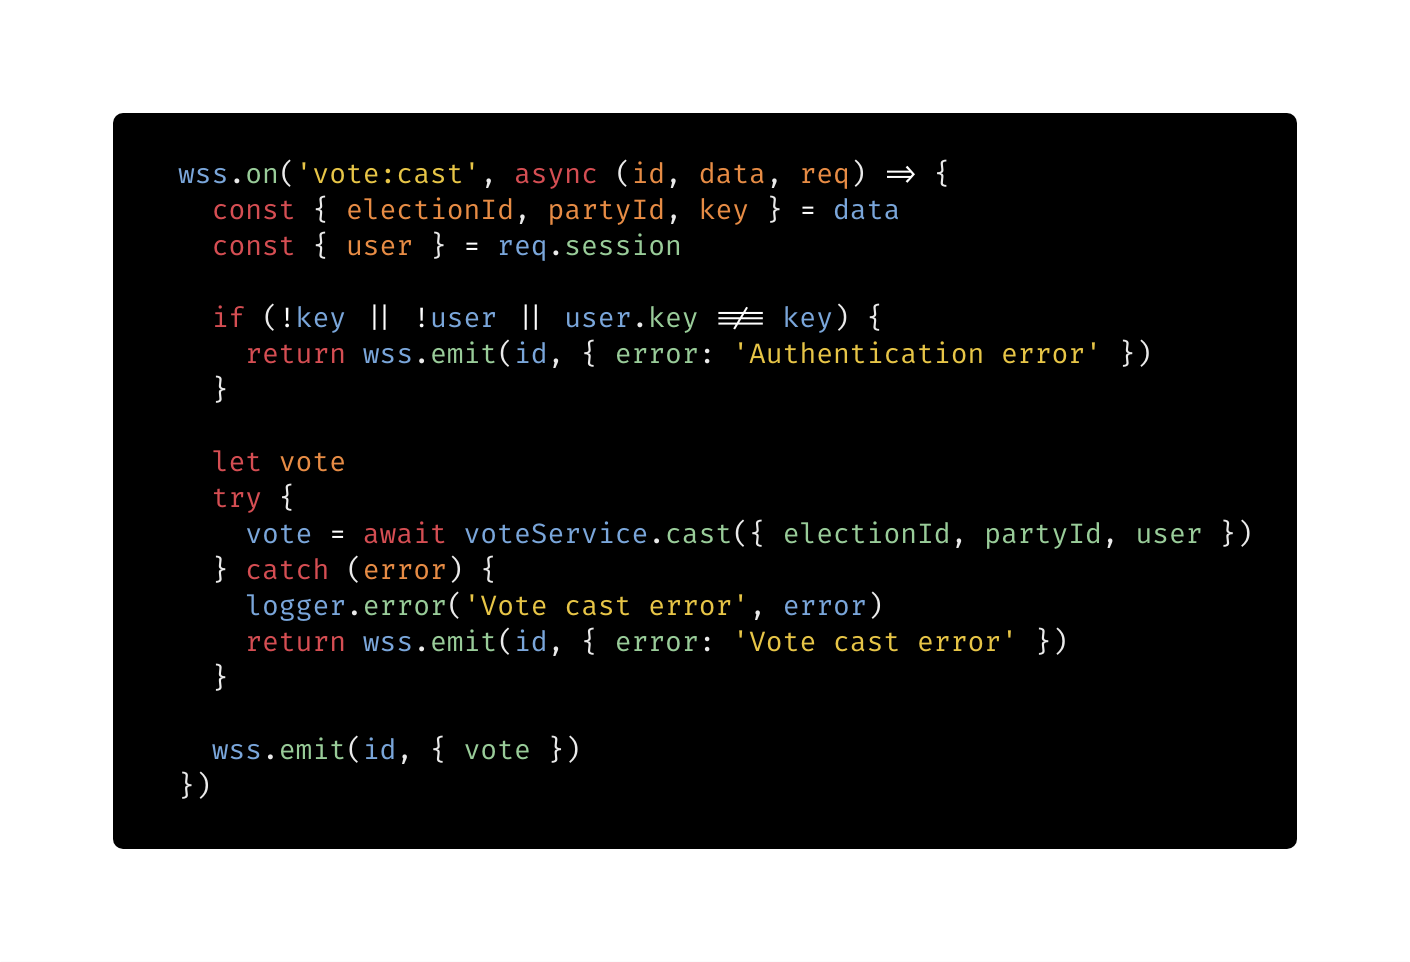 wss.on('vote:cast', async (id, data, req) => {
  const { electionId, partyId, key } = data
  const { user } = req.session

  if (!key || !user || user.key !== key) {
    return wss.emit(id, { error: 'Authentication error' })
  }

  let vote
  try {
    vote = await voteService.cast({ electionId, partyId, user })
  } catch (error) {
    logger.error('Vote cast error', error)
    return wss.emit(id, { error: 'Vote cast error' })
  }

  wss.emit(id, { vote })
})